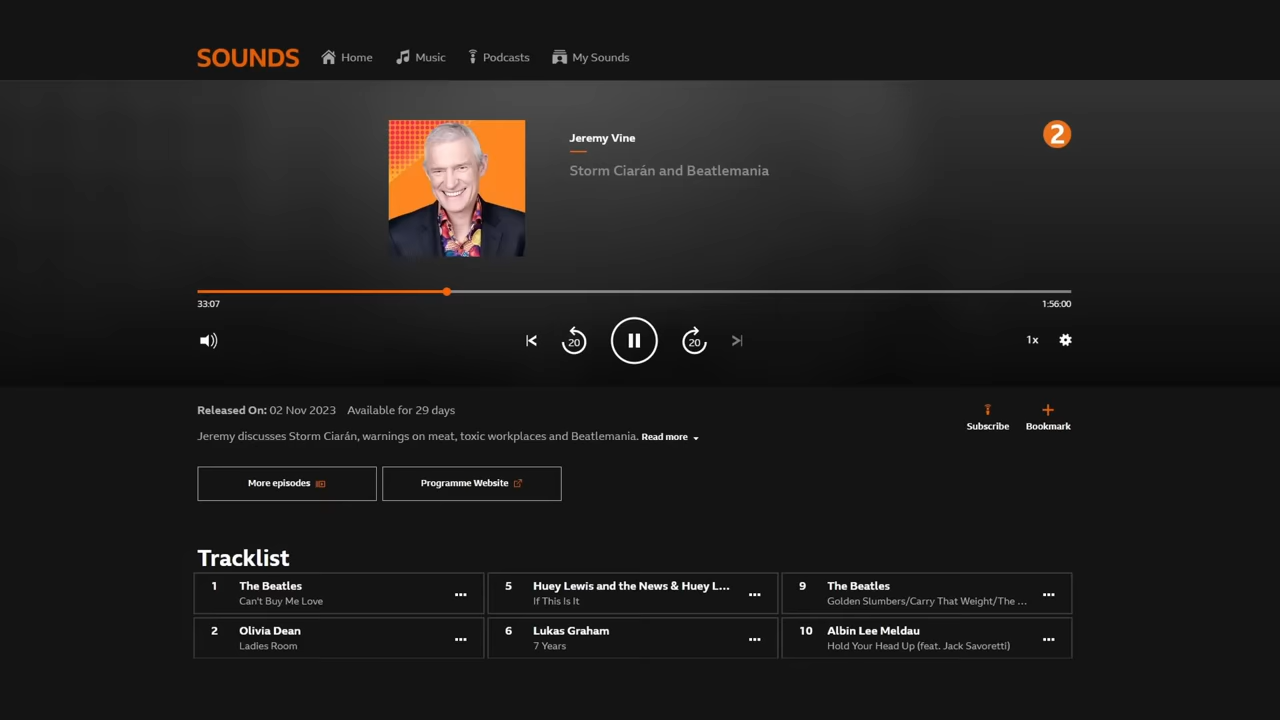 SOUNDS
Home
Music
Podcasts
My Sounds
Jeremy Vine
2
Storm Ciarán and Beatlemania
33:07
1:56:00
20
20
1x
Released On: 02 Nov 2023 Available for 29 days
Subscribe
Bookmark
Jeremy discusses Storm Ciarán, warnings on meat, toxic workplaces and Beatlemania. Read more
More episodes
Programme Website
Tracklist
1 The Beatles
Can't Buy Me Love
5 Huey Lewis and the News & Huey L...
If This Is It
9 The Beatles
Golden Slumbers/Carry That Weight/The ...
2 Olivia Dean
Ladies Room
6 Lukas Graham
7 Years
10 Albin Lee Meldau
Hold Your Head Up (feat. Jack Savoretti)